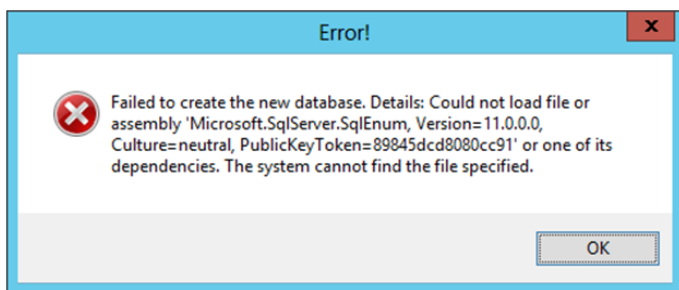 Error!
x
Failed to create the new database. Details: Could not load file or
assembly 'Microsoft.SqlServer.SqlEnum, Version=11.0.0.0,
Culture=neutral, PublicKeyToken=89845dcd8080cc91' or one of its
dependencies. The system cannot find the file specified.
OK